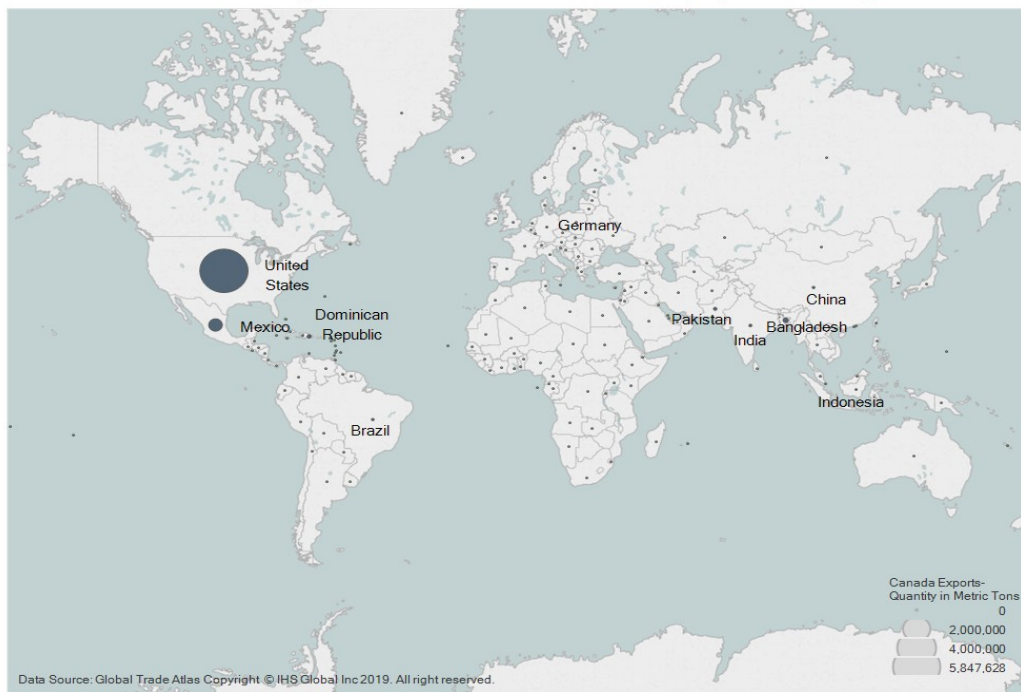 Germany
United
States
China
Dominican
Republic
Mexico
Pakistan
Bangladesh
India
Indonesia
Brazil
Canada Exports-
Quantity in Metric Tons
0
2,000,000
4,000,000
5,847,628
Data Source: Global Trade Atlas Copyright © IHS Global Inc 2019. All right reserved.